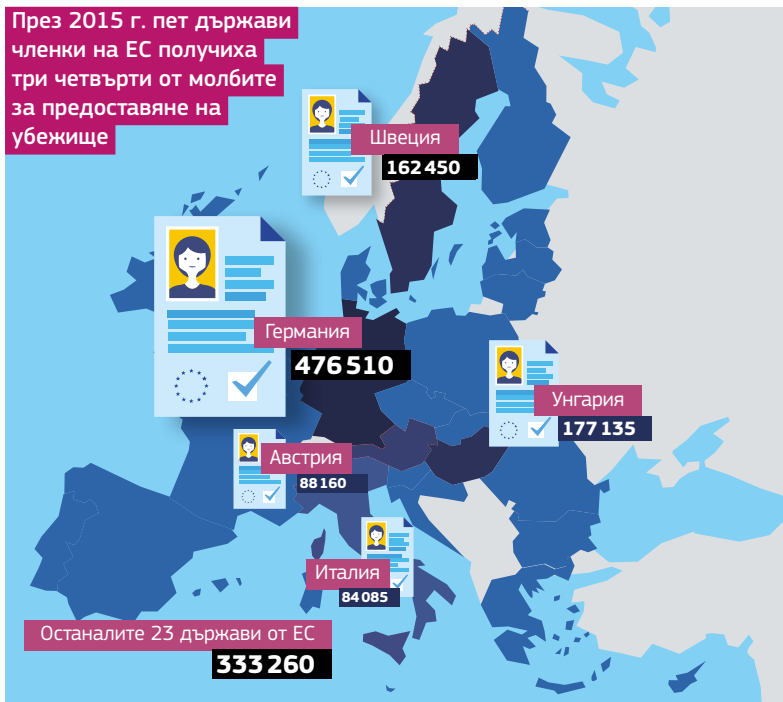 През 2015 г. пет държави
членки на ЕС получиха
три четвърти от молбите
за предоставяне на
убежище
Швеция
162 450
Германия
476 510
Унгария
177 135
Австрия
88 160
Италия
84 085
Останалите 23 държави от ЕС
333 260